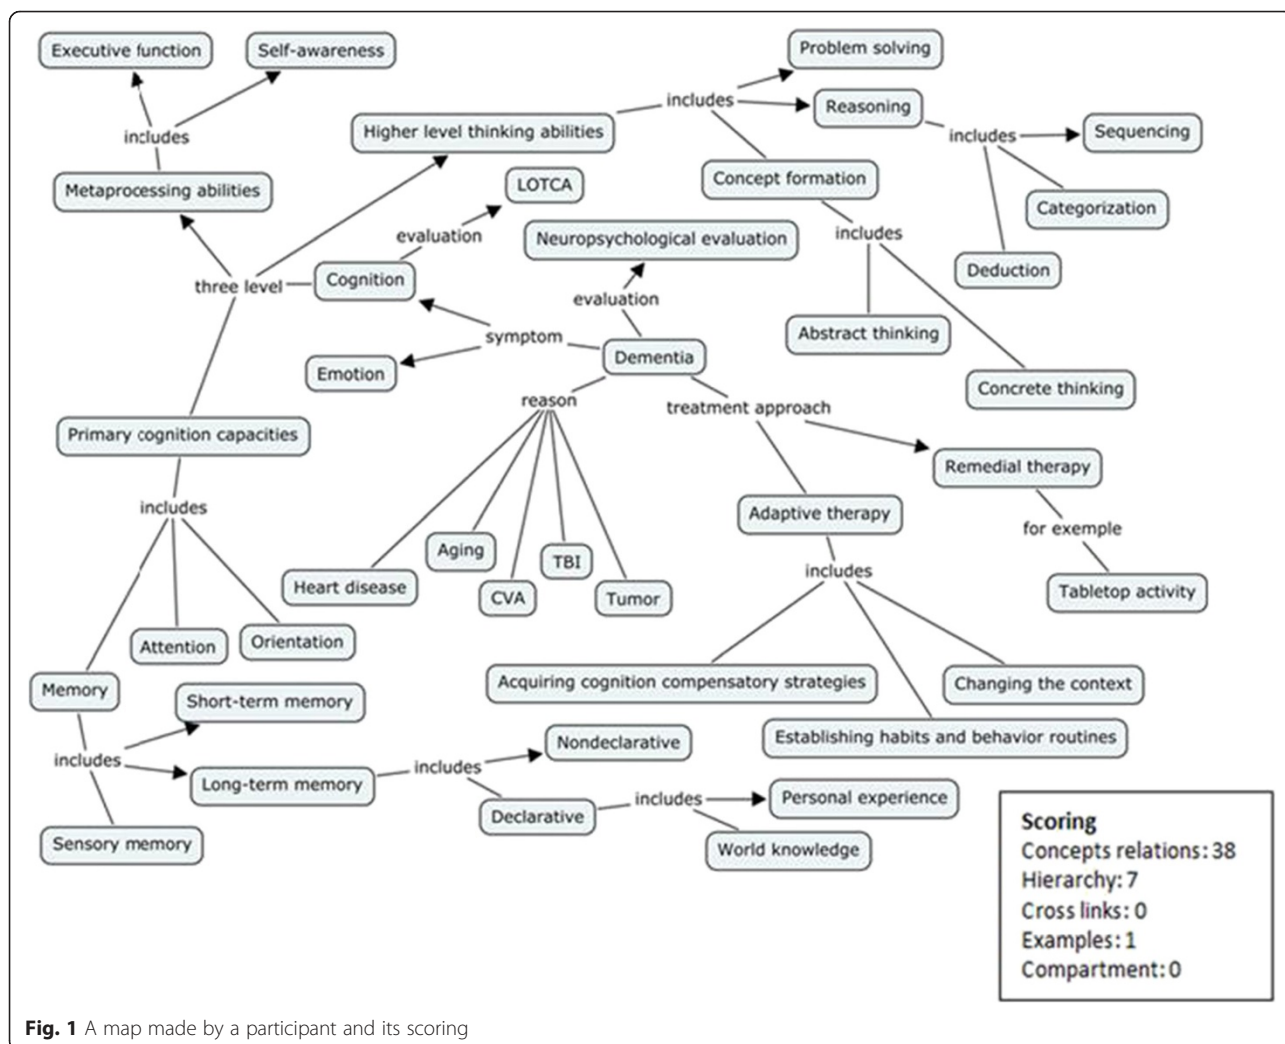 Executive function
Self-awareness
Problem solving
includes
Reasoning
Higher level thinking abilities
includes
includes
Sequencing
Metaprocessing abilities
LOTCA
Concept formation
Categorization
evaluation
Neuropsychological evaluation
includes
three level
Cognition
Deduction
evaluation
symptom
Abstract thinking
Emotion
Dementia
Concrete thinking
reason
treatment approach
Primary cognition capacities
Remedial therapy
includes
Adaptive therapy
for exemple
Aging
TBI
includes
Heart disease
CVA
Tumor
Tabletop activity
Attention
Orientation
Memory
Short-term memory
Acquiring cognition compensatory strategies
Changing the context
Establishing habits and behavior routines
includes
Nondeclarative
Long-term memory
includes
Declarative
includes
Personal experience
Sensory memory
World knowledge
Scoring
Concepts relations: 38
Hierarchy: 7
Cross links: 0
Examples: 1
Compartment: 0
Fig. 1 A map made by a participant and its scoring